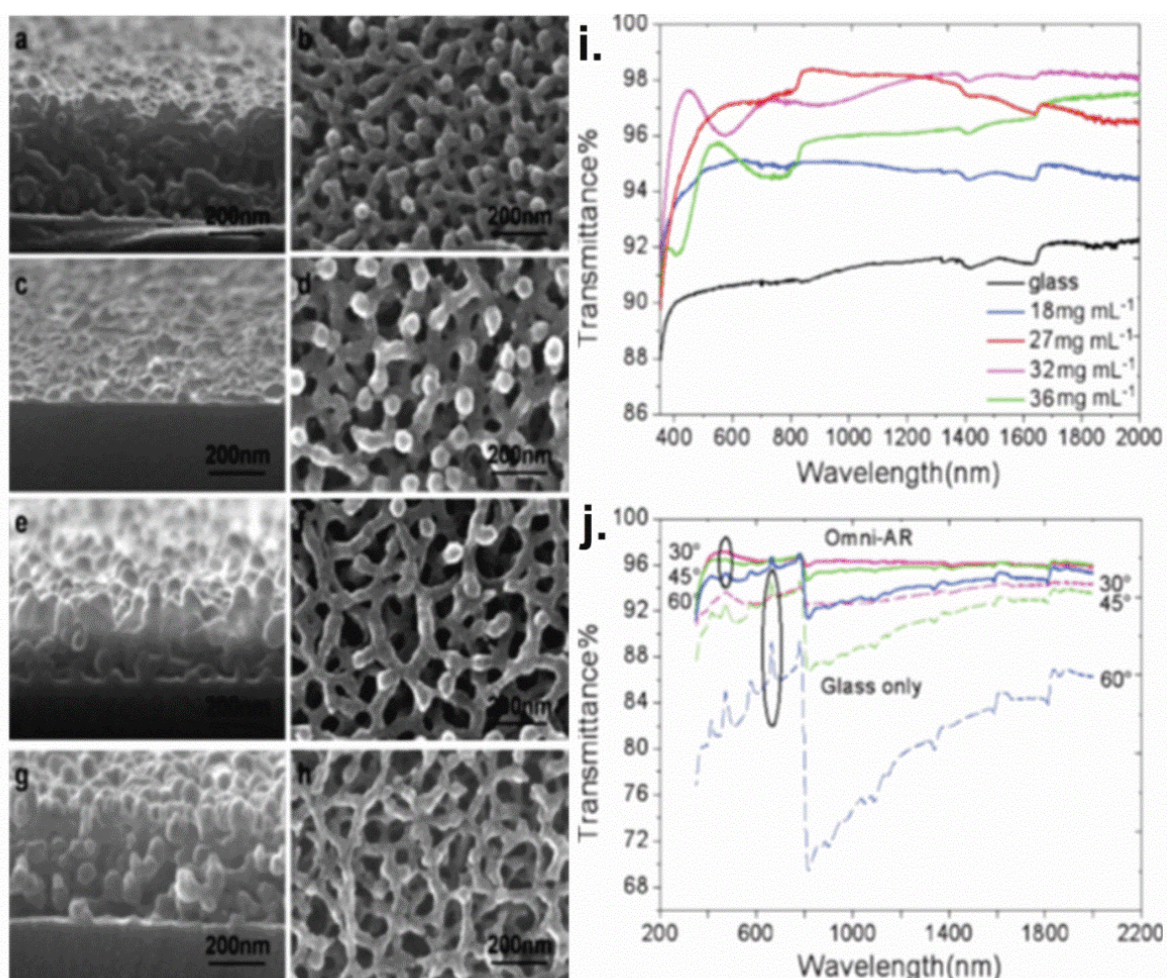 a
200nm
b
200nm
c
200nm
d
200nm
e
f
200nm
g
200nm
h
200nm
i.
100
98
96
94
92
90
88
86
Transmittance%
glass
18mg mL⁻¹
27mg mL⁻¹
32mg mL⁻¹
36mg mL⁻¹
400 600 800 1000 1200 1400 1600 1800 2000
Wavelength(nm)
j.
100
96
92
88
84
80
76
72
68
Transmittance%
Omni-AR
30°
45°
60
30°
45°
Glass only
60°
200 600 1000 1400 1800 2200
Wavelength(nm)